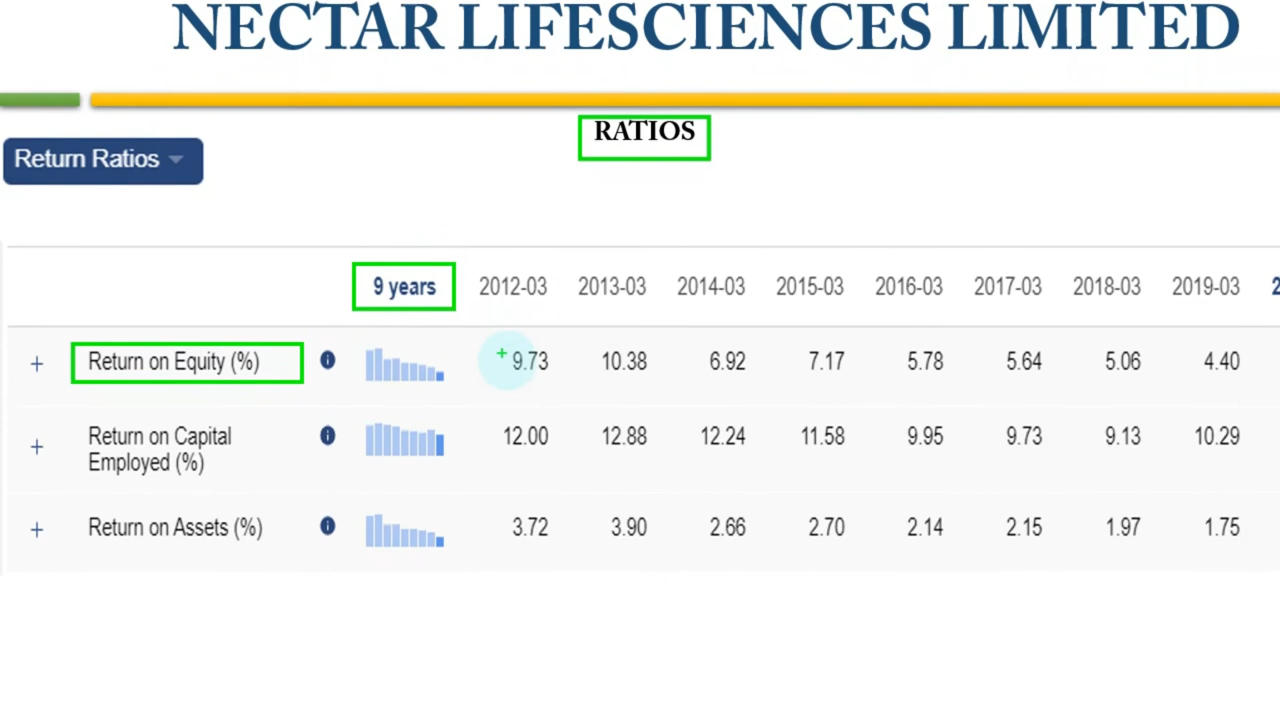 NECTAR LIFESCIENCES LIMITED
RATIOS
Return Ratios
9 years 2012-03 2013-03 2014-03 2015-03 2016-03 2017-03 2018-03 2019-03 2
+ Return on Equity (%) 9.73 10.38 6.92 7.17 5.78 5.64 5.06 4.40
+ Return on Capital Employed (%) 12.00 12.88 12.24 11.58 9.95 9.73 9.13 10.29
+ Return on Assets (%) 3.72 3.90 2.66 2.70 2.14 2.15 1.97 1.75